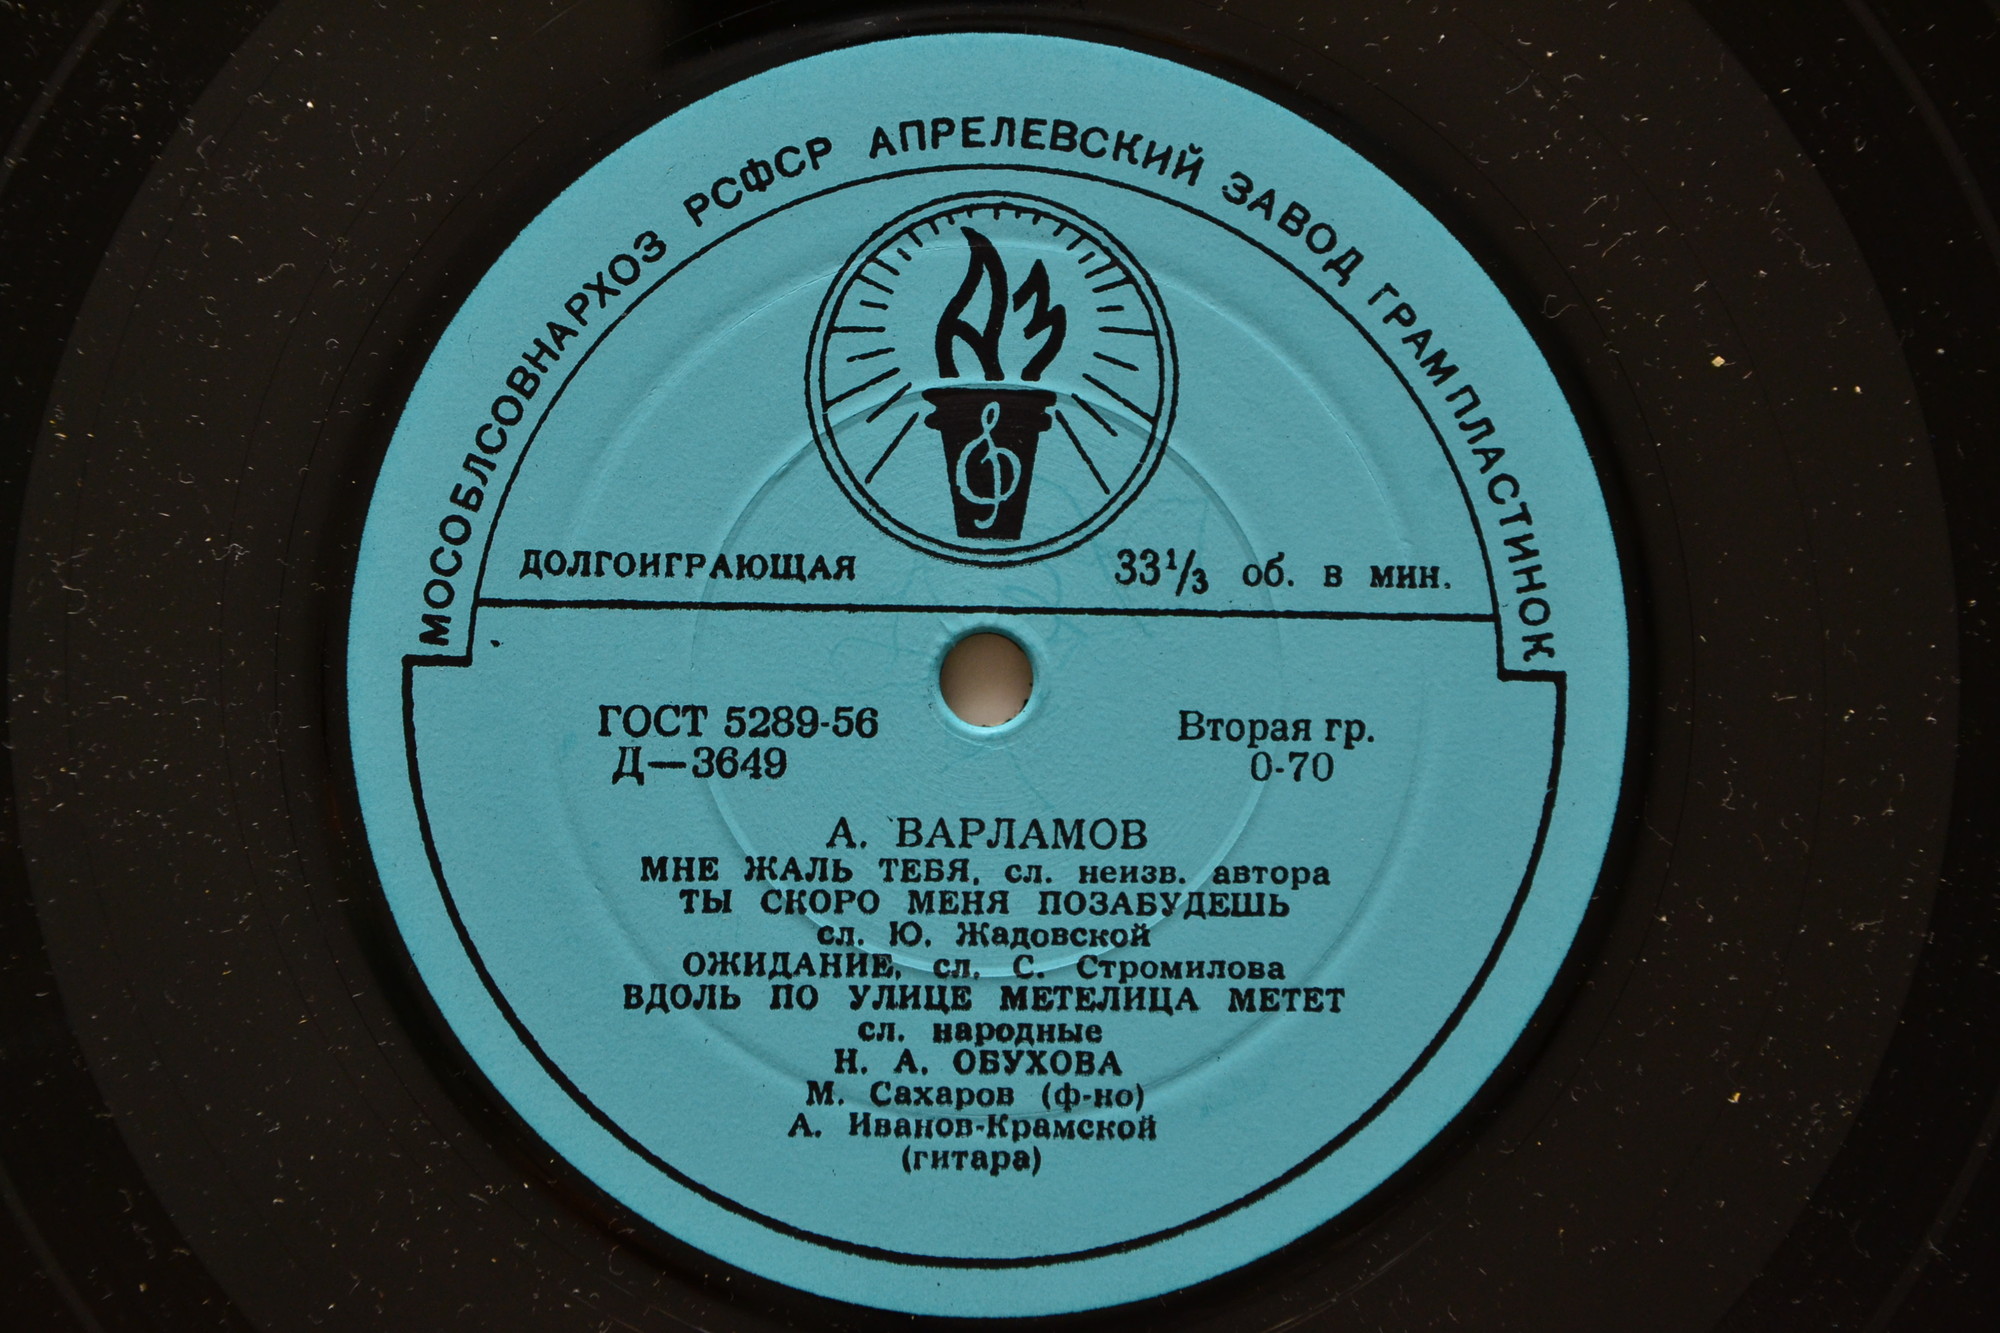 МОСОБЛСОВНАРХОЗ РСФСР АПРЕЛЕВСКИЙ ЗАВОД ГРАМПЛАСТИНОК
АЗ
ДОЛГОИГРАЮЩАЯ 33⅓ об. в мин.
ГОСТ 5289-56 Вторая гр.
Д—3649 0-70
А. ВАРЛАМОВ
МНЕ ЖАЛЬ ТЕБЯ, сл. неизв. автора
ТЫ СКОРО МЕНЯ ПОЗАБУДЕШЬ
сл. Ю. Жадовской
ОЖИДАНИЕ, сл. С. Стромилова
ВДОЛЬ ПО УЛИЦЕ МЕТЕЛИЦА МЕТЕТ
сл. народные
Н. А. ОБУХОВА
М. Сахаров (ф-но)
А. Иванов-Крамской
(гитара)